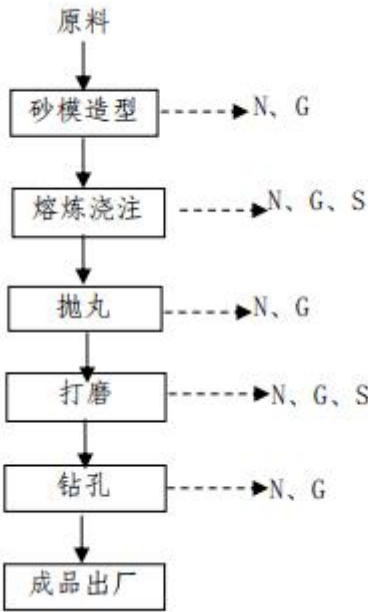 原料
砂模造型 N、G
熔炼浇注 N、G、S
抛丸 N、G
打磨 N、G、S
钻孔 N、G
成品出厂